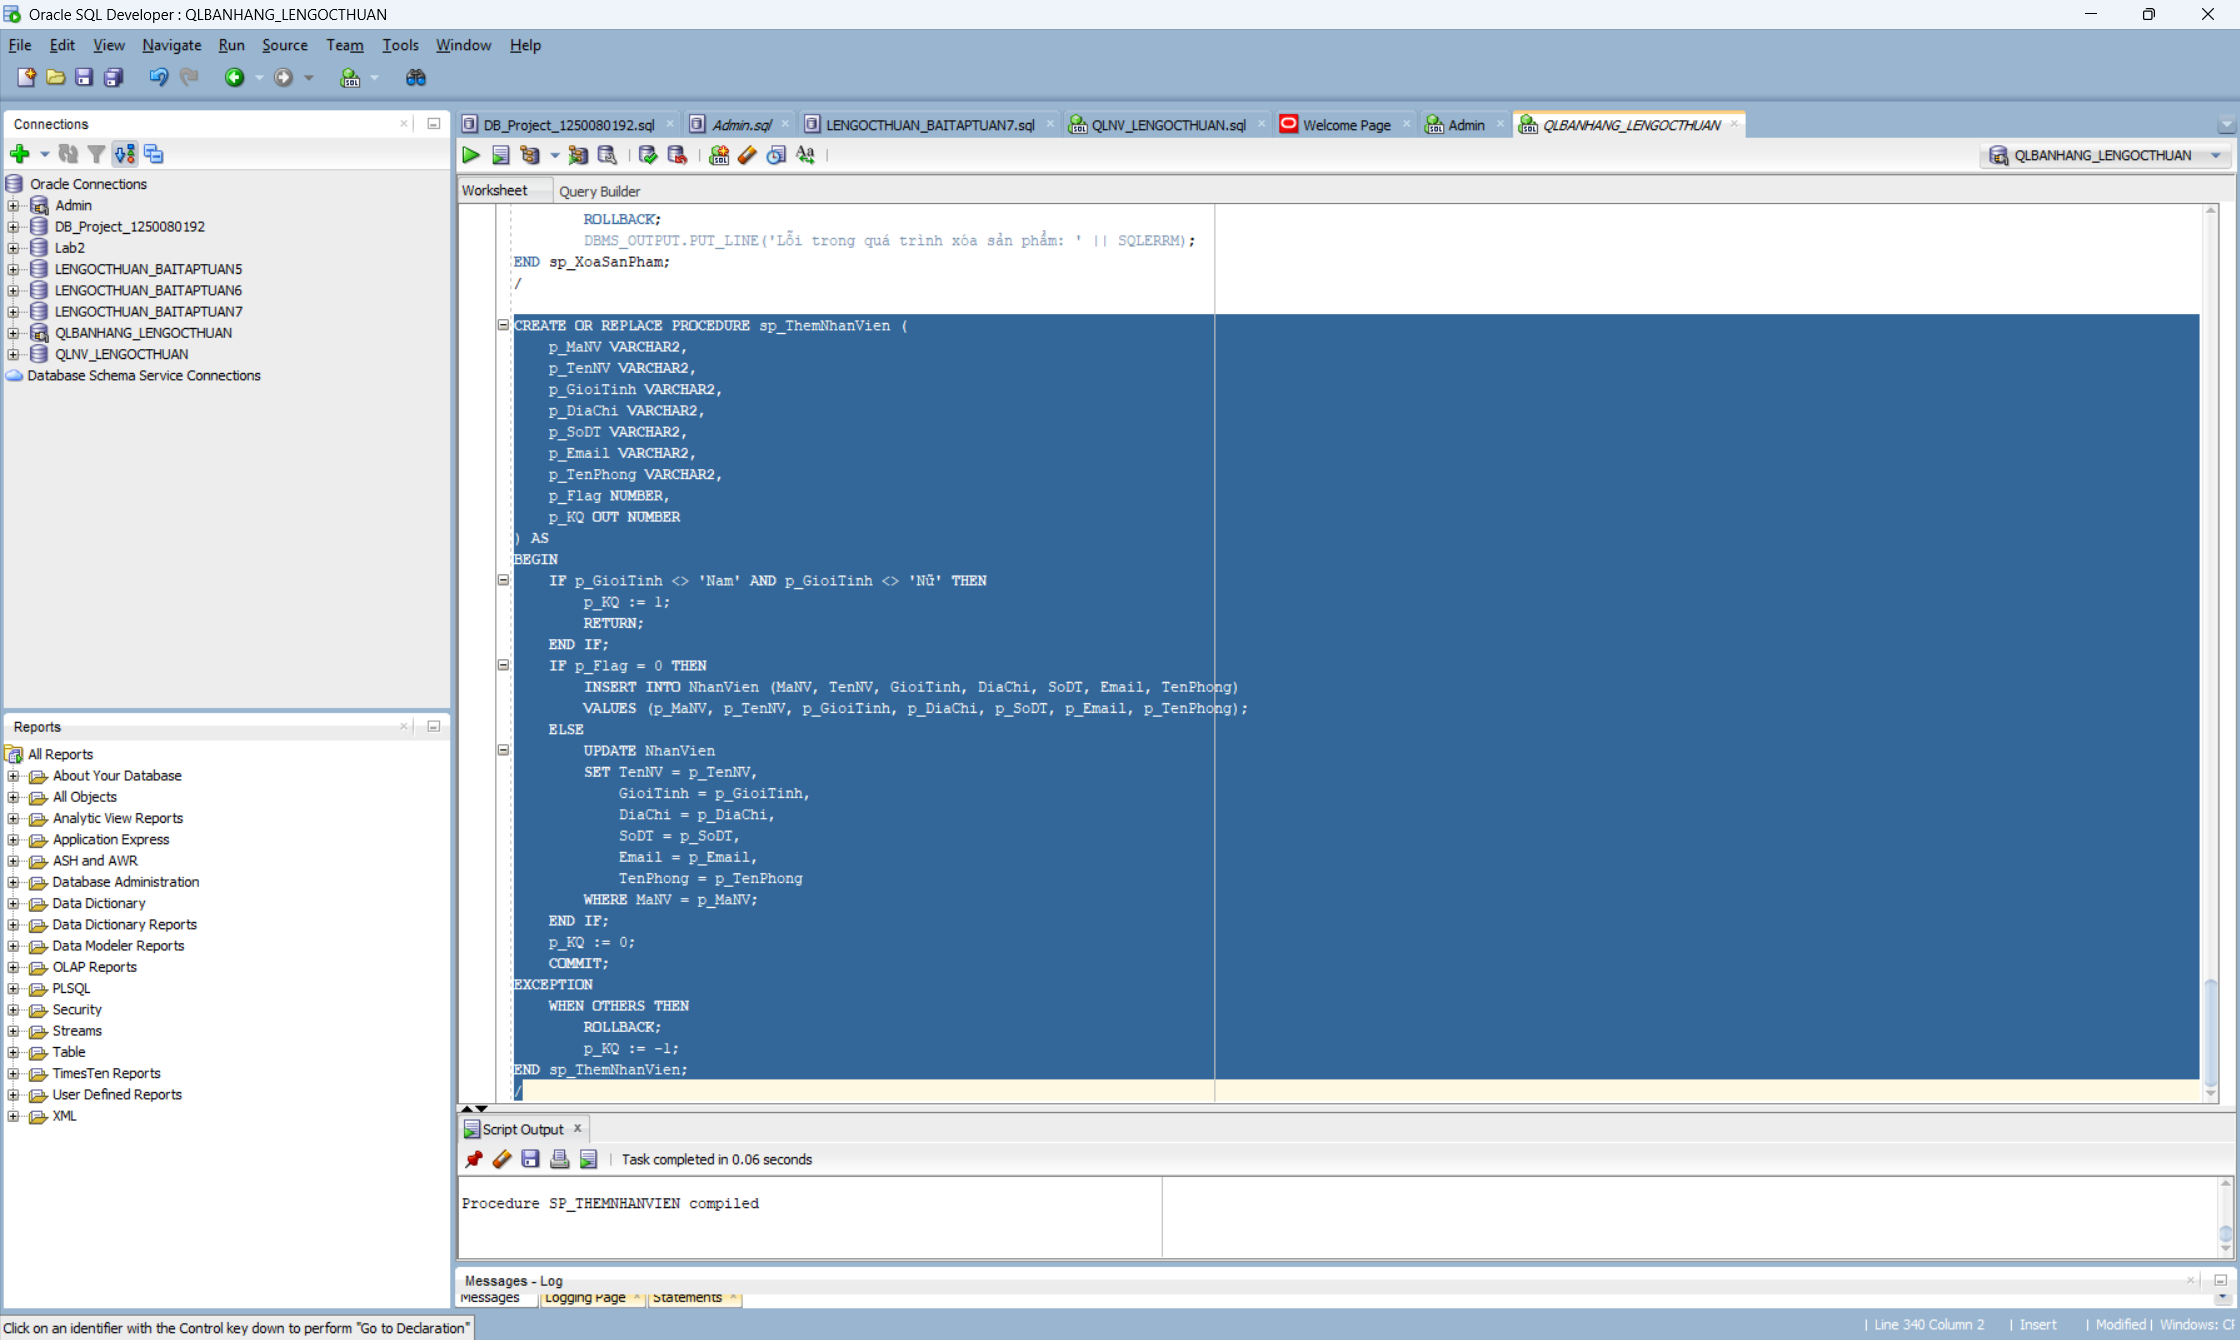 Oracle SQL Developer : QLBANHANG_LENGOCTHUAN
File Edit View Navigate Run Source Team Tools Window Help
Connections
Oracle Connections
Admin
DB_Project_1250080192
Lab2
LENGOCTHUAN_BAITAPTUAN5
LENGOCTHUAN_BAITAPTUAN6
LENGOCTHUAN_BAITAPTUAN7
QLBANHANG_LENGOCTHUAN
QLNV_LENGOCTHUAN
Database Schema Service Connections
Reports
All Reports
About Your Database
All Objects
Analytic View Reports
Application Express
ASH and AWR
Database Administration
Data Dictionary
Data Dictionary Reports
Data Modeler Reports
OLAP Reports
PLSQL
Security
Streams
Table
TimesTen Reports
User Defined Reports
XML
DB_Project_1250080192.sql Admin.sql LENGOCTHUAN_BAITAPTUAN7.sql QLNV_LENGOCTHUAN.sql Welcome Page Admin QLBANHANG_LENGOCTHUAN
QLBANHANG_LENGOCTHUAN
Worksheet Query Builder
ROLLBACK;
DBMS_OUTPUT.PUT_LINE('Lỗi trong quá trình xóa sản phẩm: ' || SQLERRM);
END sp_XoaSanPham;
/
CREATE OR REPLACE PROCEDURE sp_ThemNhanVien (
p_MaNV VARCHAR2,
p_TenNV VARCHAR2,
p_GioiTinh VARCHAR2,
p_DiaChi VARCHAR2,
p_SoDT VARCHAR2,
p_Email VARCHAR2,
p_TenPhong VARCHAR2,
p_Flag NUMBER,
p_KQ OUT NUMBER
) AS
BEGIN
IF p_GioiTinh <> 'Nam' AND p_GioiTinh <> 'Nữ' THEN
p_KQ := 1;
RETURN;
END IF;
IF p_Flag = 0 THEN
INSERT INTO NhanVien (MaNV, TenNV, GioiTinh, DiaChi, SoDT, Email, TenPhong)
VALUES (p_MaNV, p_TenNV, p_GioiTinh, p_DiaChi, p_SoDT, p_Email, p_TenPhong);
ELSE
UPDATE NhanVien
SET TenNV = p_TenNV,
GioiTinh = p_GioiTinh,
DiaChi = p_DiaChi,
SoDT = p_SoDT,
Email = p_Email,
TenPhong = p_TenPhong
WHERE MaNV = p_MaNV;
END IF;
p_KQ := 0;
COMMIT;
EXCEPTION
WHEN OTHERS THEN
ROLLBACK;
p_KQ := -1;
END sp_ThemNhanVien;
/
Script Output
Task completed in 0.06 seconds
Procedure SP_THEMNHANVIEN compiled
Messages - Log
Messages Logging Page Statements
Click on an identifier with the Control key down to perform "Go to Declaration"
Line 340 Column 2 | Insert | Modified | Windows: C